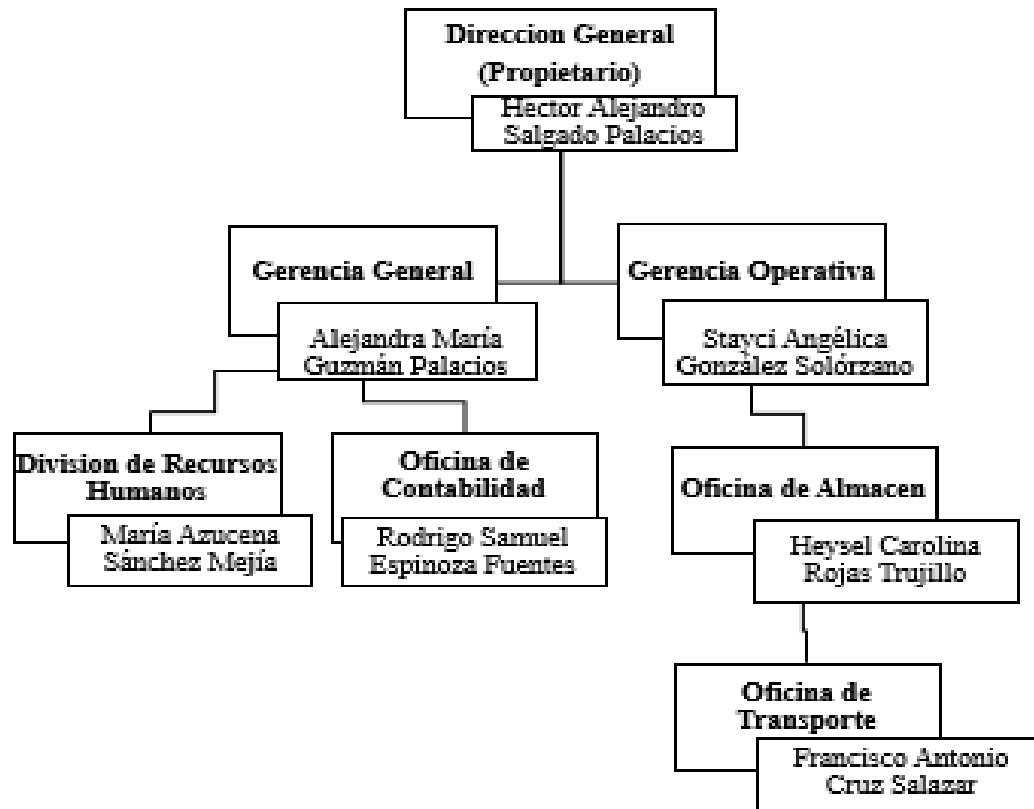 Direccion General
(Propietario)
Hector Alejandro
Salgado Palacios
Gerencia General
Alejandra María
Guzmán Palacios
Gerencia Operativa
Stayci Angélica
González Solórzano
Division de Recursos
Humanos
María Azucena
Sánchez Mejía
Oficina de
Contabilidad
Rodrigo Samuel
Espinoza Fuentes
Oficina de Almacen
Heysel Carolina
Rojas Trujillo
Oficina de
Transporte
Francisco Antonio
Cruz Salazar